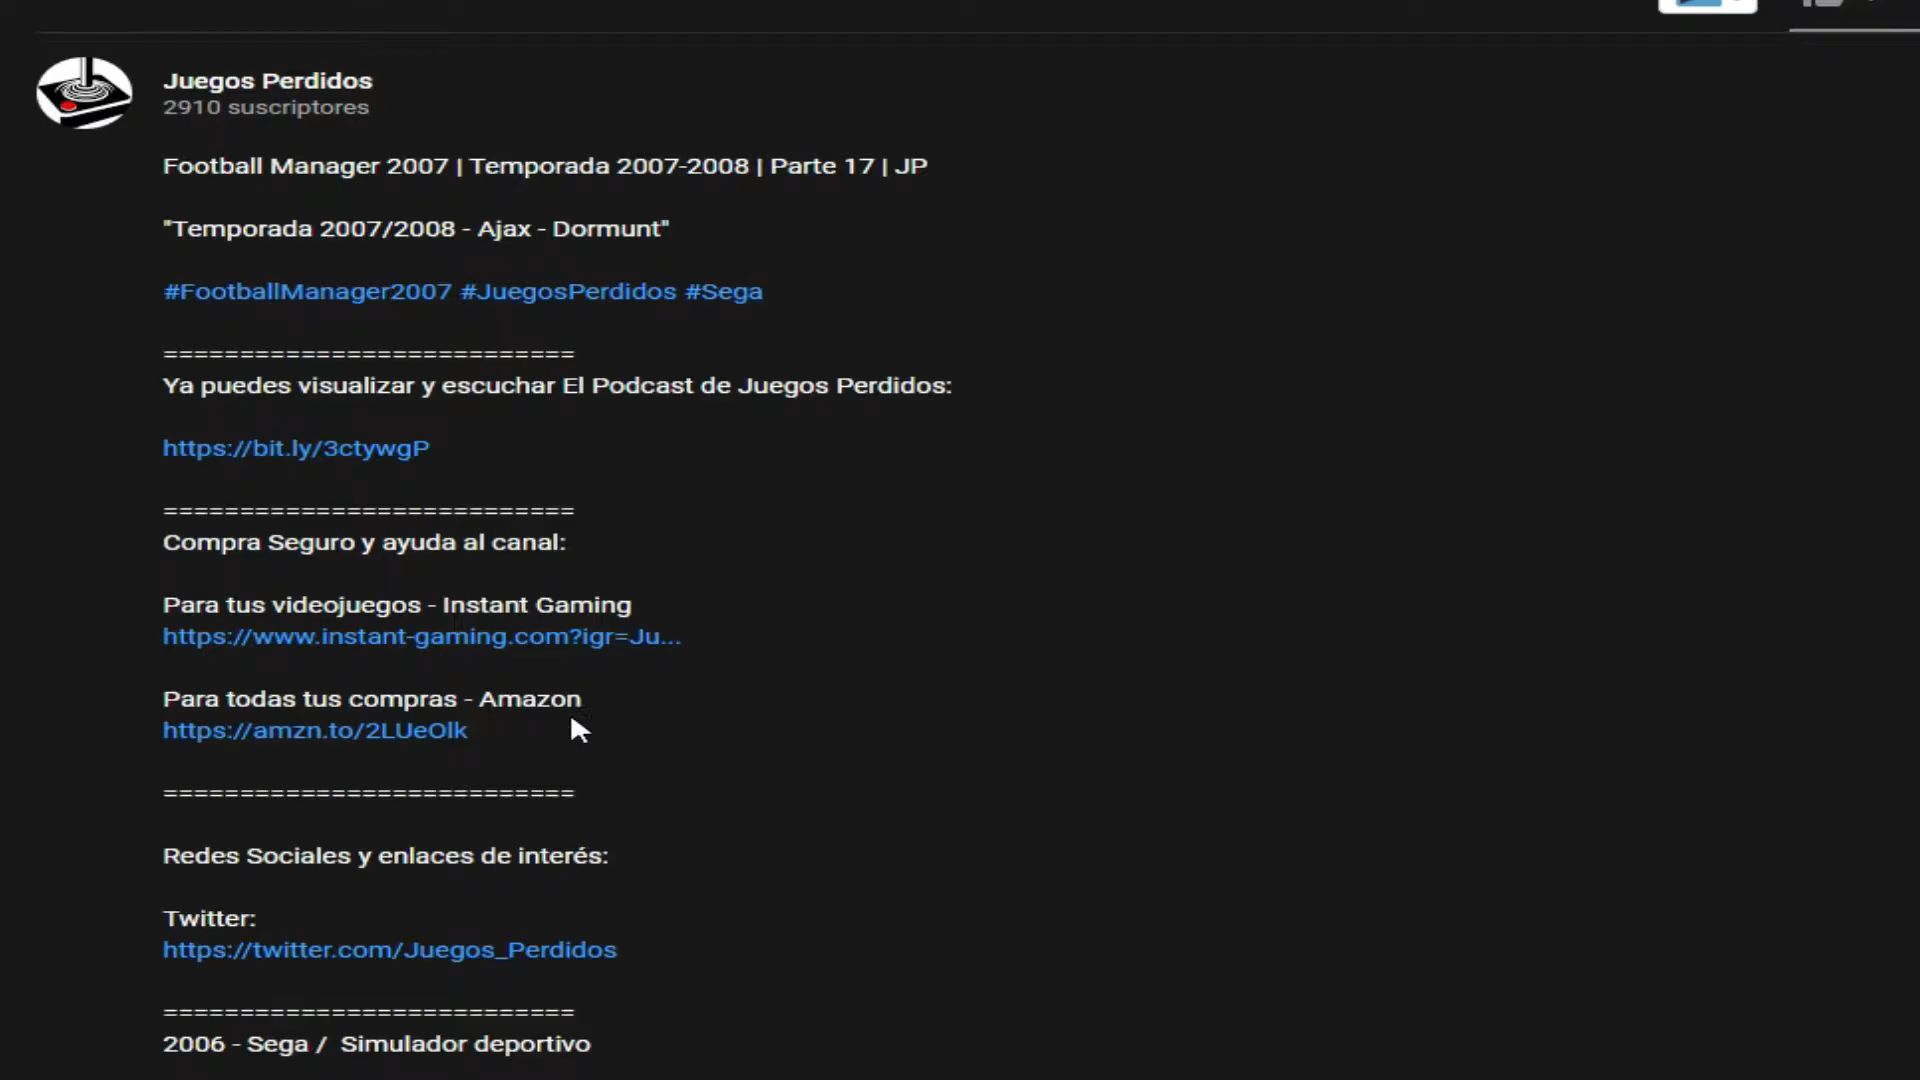 Juegos Perdidos
2910 suscriptores
Football Manager 2007 | Temporada 2007-2008 | Parte 17 | JP
"Temporada 2007/2008 - Ajax - Dormunt"
#FootballManager2007 #JuegosPerdidos #Sega
===========================
Ya puedes visualizar y escuchar El Podcast de Juegos Perdidos:
https://bit.ly/3ctywgP
===========================
Compra Seguro y ayuda al canal:
Para tus videojuegos - Instant Gaming
https://www.instant-gaming.com?igr=Ju...
Para todas tus compras - Amazon
https://amzn.to/2LUeOlk
===========================
Redes Sociales y enlaces de interés:
Twitter:
https://twitter.com/Juegos_Perdidos
===========================
2006 - Sega /  Simulador deportivo